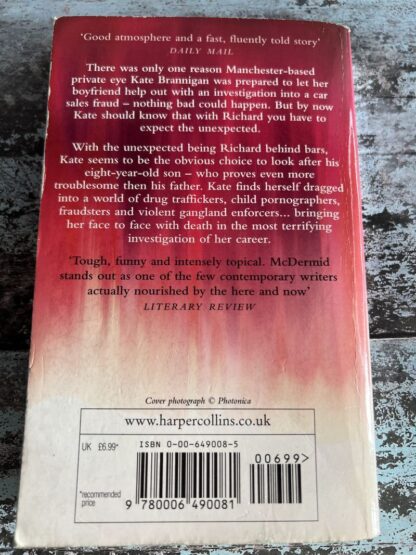 'Good atmosphere and a fast, fluently told story'
DAILY MAIL
There was only one reason Manchester-based
private eye Kate Brannigan was prepared to let her
boyfriend help out with an investigation into a car
sales fraud – nothing bad could happen. But by now
Kate should know that with Richard you have to
expect the unexpected.
With the unexpected being Richard behind bars,
Kate seems to be the obvious choice to look after his
eight-year-old son – who proves even more
troublesome then his father. Kate finds herself dragged
into a world of drug traffickers, child pornographers,
fraudsters and violent gangland enforcers... bringing
her face to face with death in the most terrifying
investigation of her career.
'Tough, funny and intensely topical. McDermid
stands out as one of the few contemporary writers
actually nourished by the here and now'
LITERARY REVIEW
Cover photograph © Photonica
www.harpercollins.co.uk
UK £6.99*
ISBN 0-00-649008-5
00699>
*recommended
price
9 780006 490081